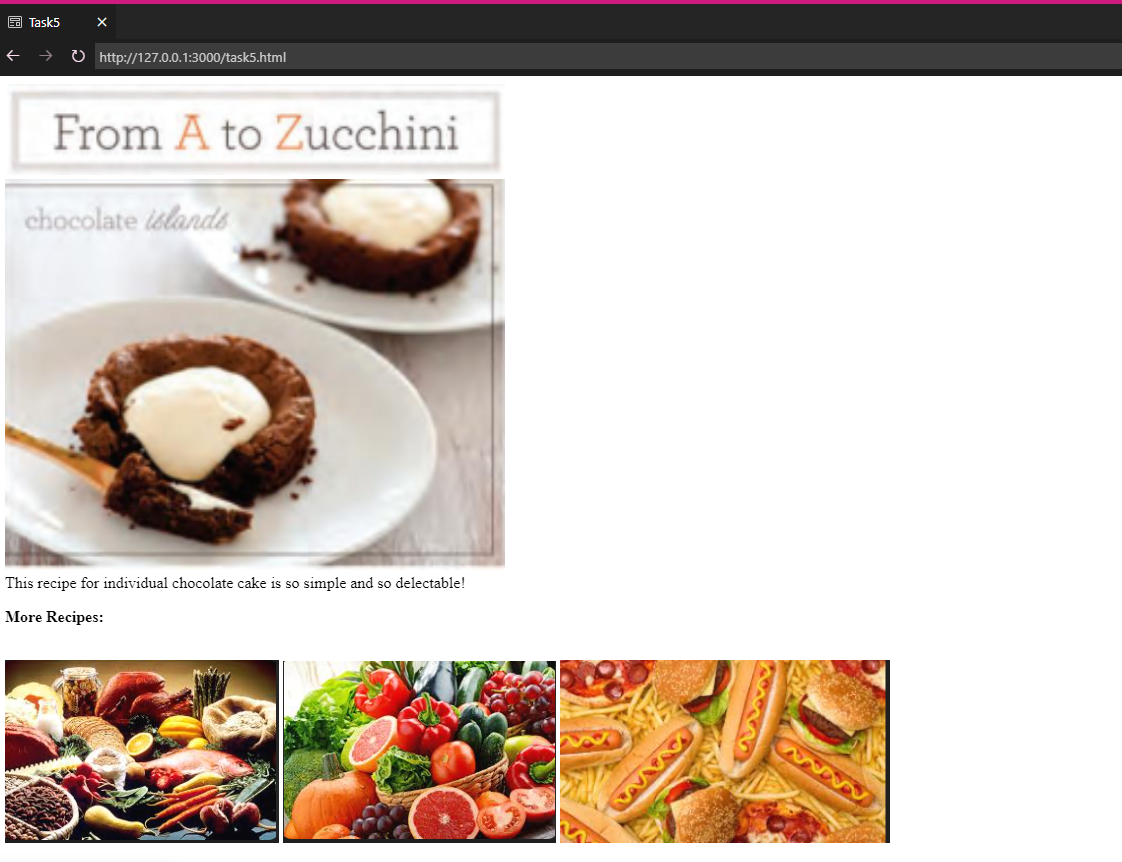 Task5
http://127.0.0.1:3000/task5.html
From A to Zucchini
chocolate islands
This recipe for individual chocolate cake is so simple and so delectable!
More Recipes: